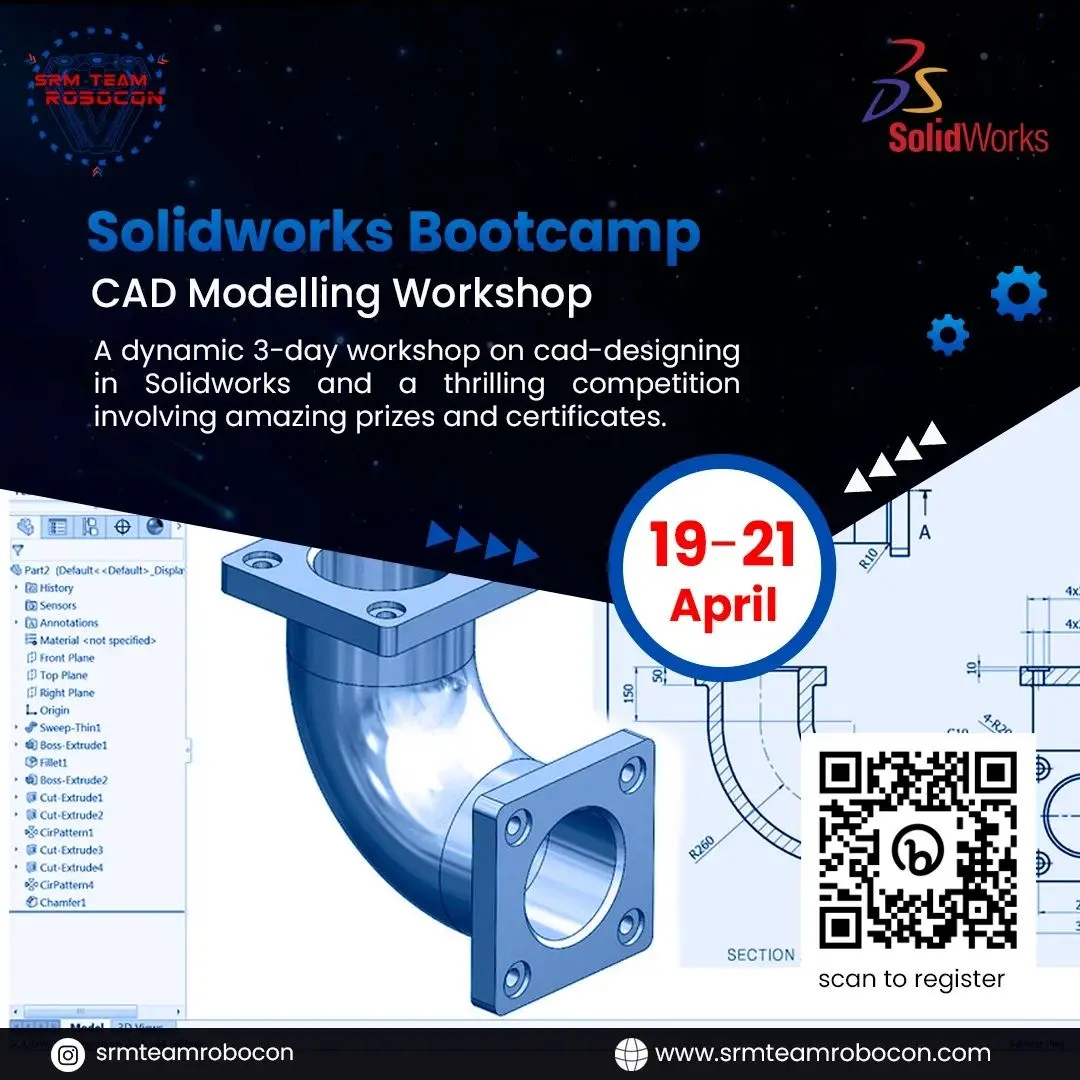 SRM TEAM
ROBOCON
SolidWorks
Solidworks Bootcamp
CAD Modelling Workshop
A dynamic 3-day workshop on cad-designing
in Solidworks and a thrilling competition
involving amazing prizes and certificates.
19-21
April
Part2 (Default<<Default>_Displa
History
Sensors
Annotations
Material <not specified>
Front Plane
Top Plane
Right Plane
Origin
Sweep-Thin1
Boss-Extrude1
Fillet1
Boss-Extrude2
Cut-Extrude1
Cut-Extrude2
CirPattern1
Cut-Extrude3
Cut-Extrude4
CirPattern4
Chamfer1
Model 3D Views
A
R10
150
50
10
R260
SECTION
b
scan to register
srmteamrobocon
www.srmteamrobocon.com